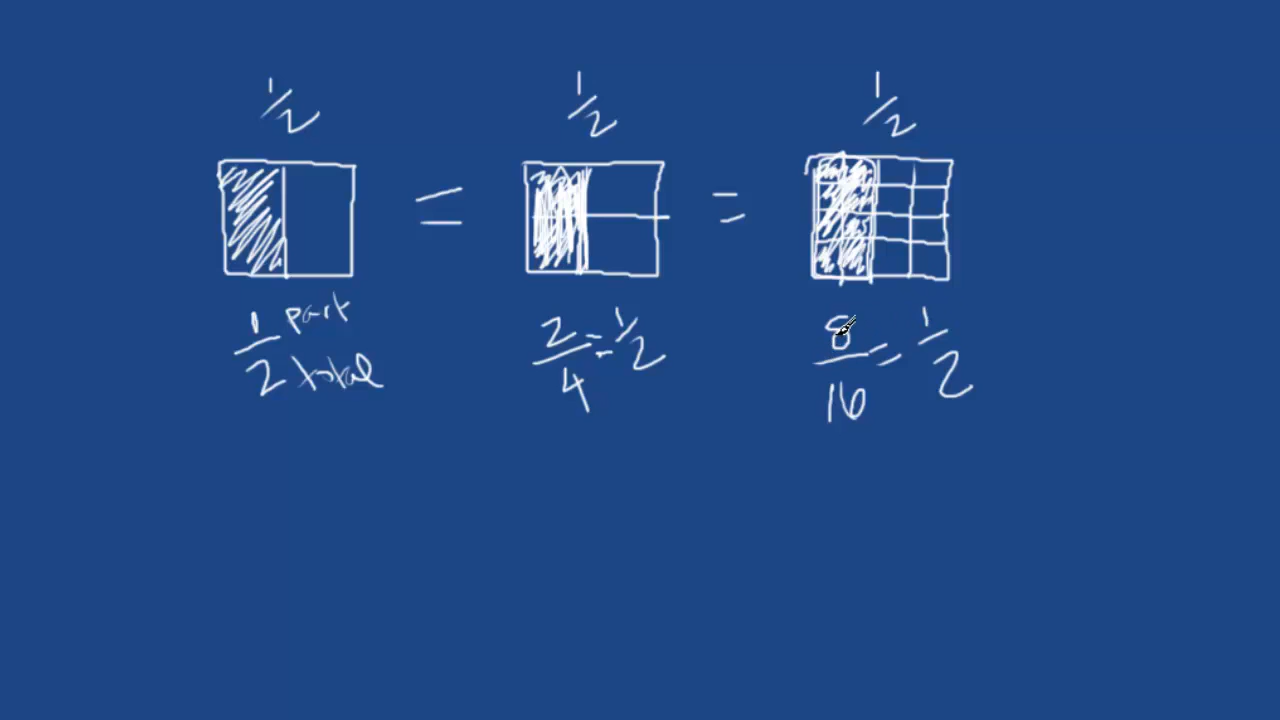 1/2 1/2 1/2
= =
1 part 2 = 1/2 8 = 1/2
2 total 4 16